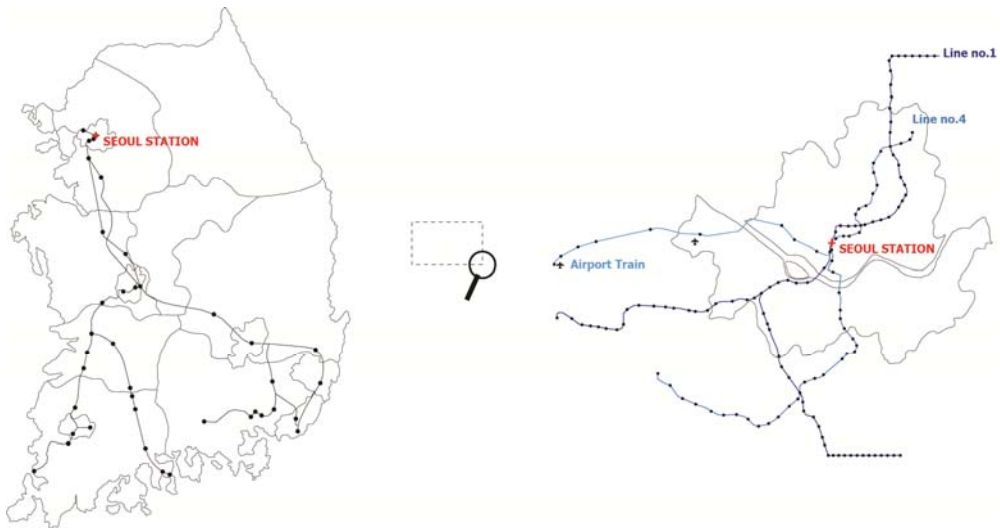 SEOUL STATION
Line no.1
Line no.4
SEOUL STATION
Airport Train